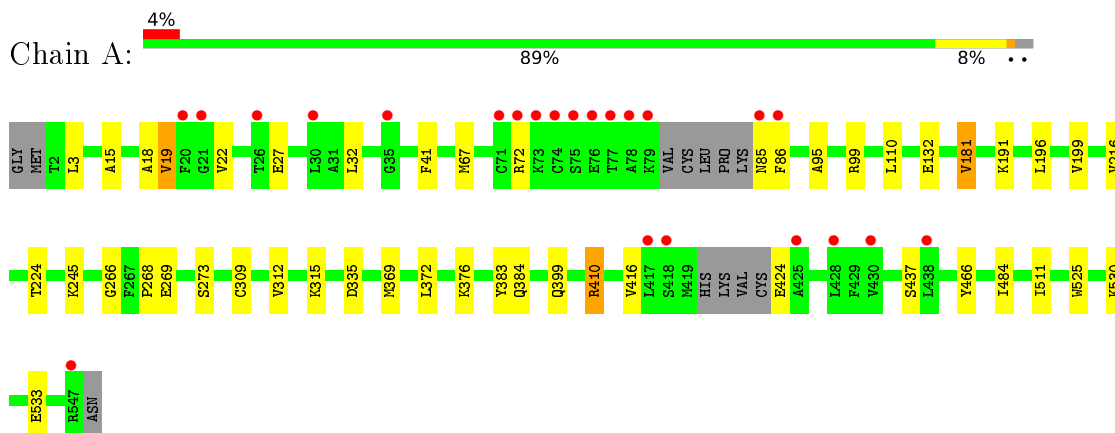 4%
Chain A:
89% 8% • •
GLY MET T2 L3 A15 A18 V19 F20 G21 V22 T26 E27 L30 A31 L32 G35 F41 M67 C71 R72 K73 C74 S75 E76 T77 A78 K79 VAL CYS LEU PRO LYS N85 F86 A95 R99 L110 E132 V181 K191 L196 V199
T224 K245 G266 F267 P268 E269 S273 C309 V312 K315 D335 M369 L372 K376 Y383 Q384 Q399 R410 V416 L417 S418 M419 HIS LYS VAL CYS E424 A425 L428 F429 V430 S437 L438 Y466 I484 I511 W525
E533 R547 ASN